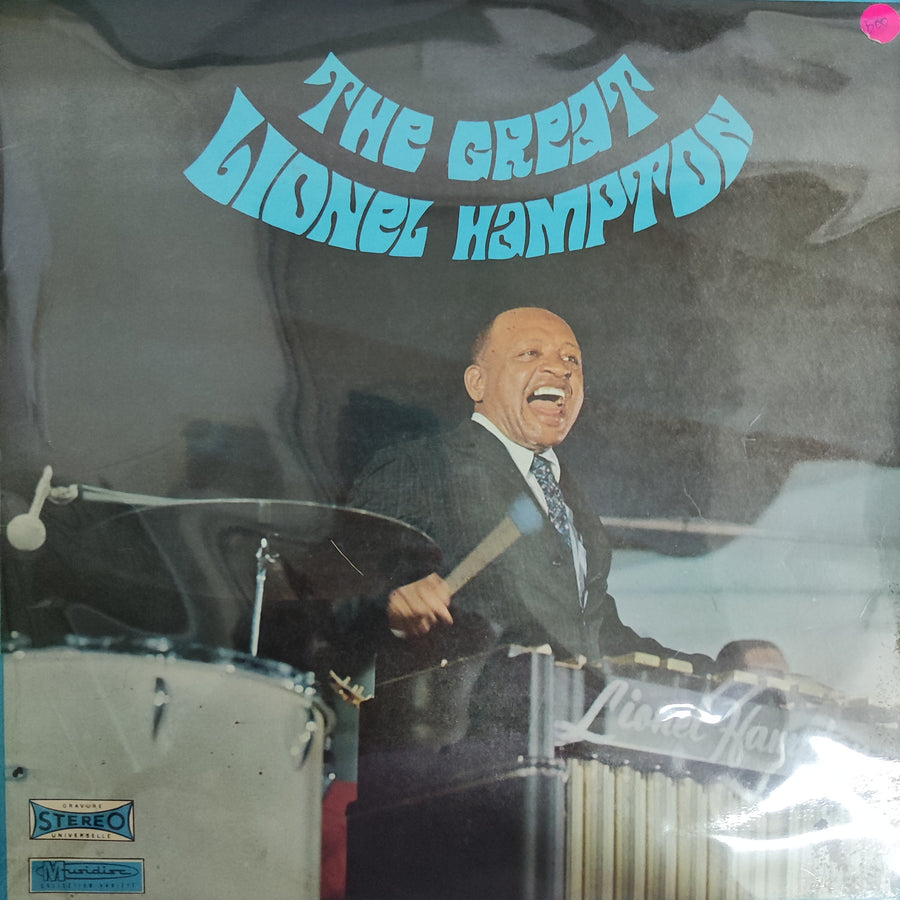 THE GREAT
LIONEL HAMPTON
Lionel Hampton
GRAVURE
STEREO
UNIVERSELLE
Musidisc